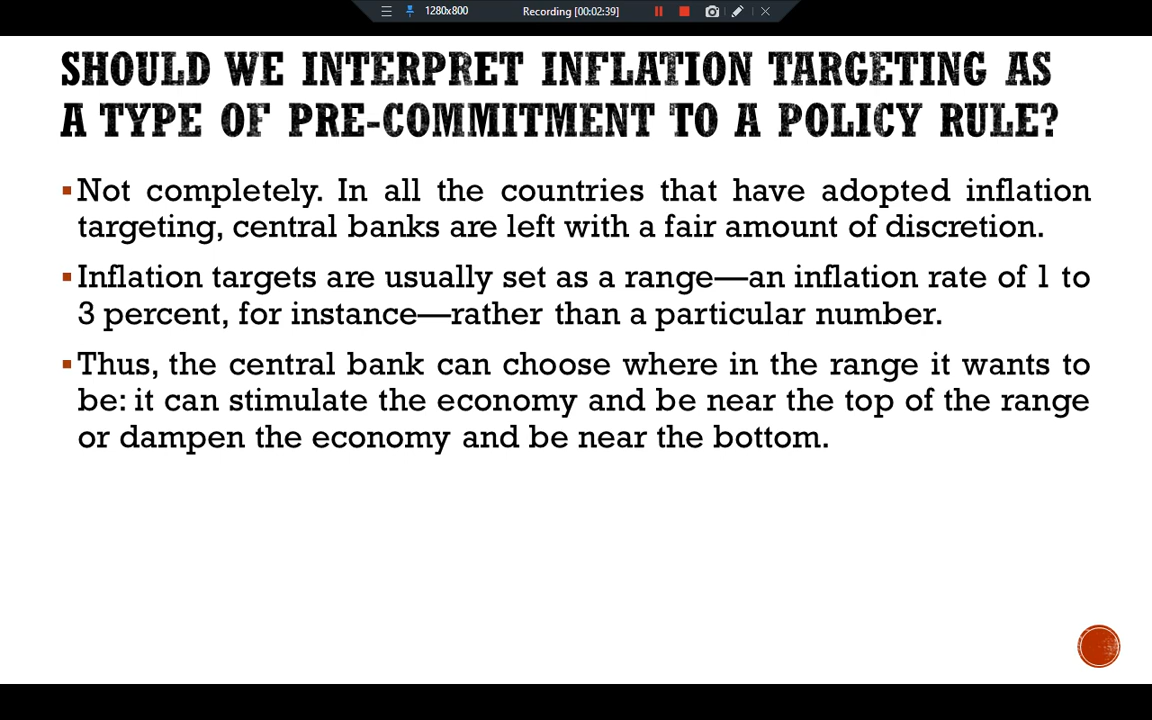 1280x800
Recording [00:02:39]
SHOULD WE INTERPRET INFLATION TARGETING AS
A TYPE OF PRE-COMMITMENT TO A POLICY RULE?
▪Not completely. In all the countries that have adopted inflation
targeting, central banks are left with a fair amount of discretion.
▪Inflation targets are usually set as a range—an inflation rate of 1 to
3 percent, for instance—rather than a particular number.
▪Thus, the central bank can choose where in the range it wants to
be: it can stimulate the economy and be near the top of the range
or dampen the economy and be near the bottom.